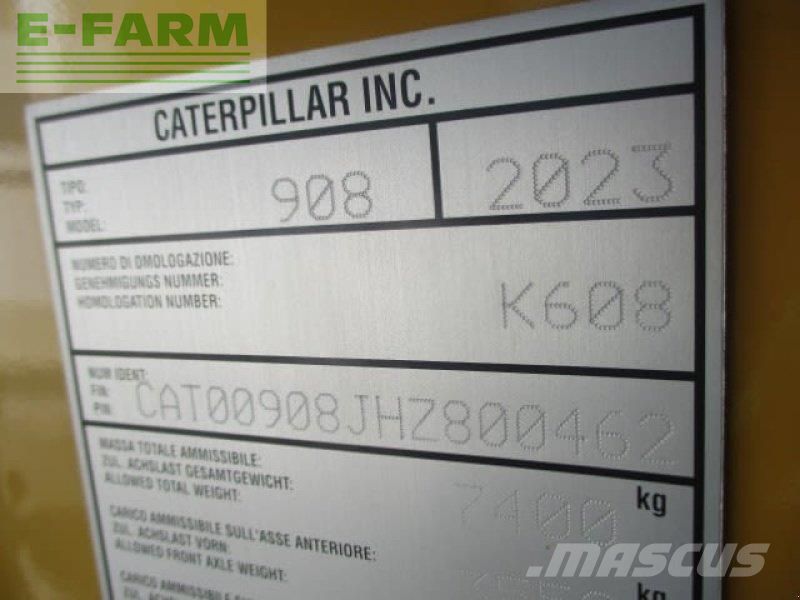 E-FARM
CATERPILLAR INC.
TIPO:
TYP:
MODEL:
908
2023
NUMERO DI OMOLOGAZIONE:
GENEHMIGUNGS NUMMER:
HOMOLOGATION NUMBER:
K608
NUM IDENT:
FIN:
PIN:
CAT00908JHZ800462
MASSA TOTALE AMMISSIBILE:
ZUL. ACHSLAST GESAMTGEWICHT:
ALLOWED TOTAL WEIGHT:
7400 kg
CARICO AMMISSIBILE SULL'ASSE ANTERIORE:
ZUL. ACHSLAST VORN:
ALLOWED FRONT AXLE WEIGHT:
kg
CARICO AMMISSIBILE
MASCUS